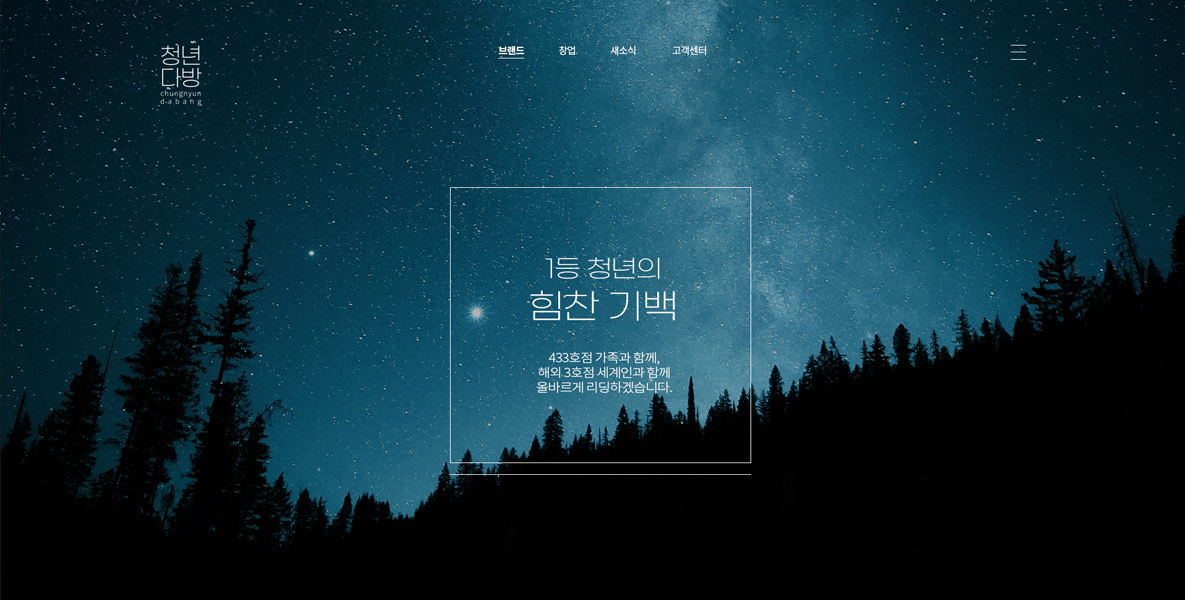 청년
다방
chungnyun
dabang
브랜드 창업 새소식 고객센터
1등 청년의
힘찬 기백
433호점 가족과 함께,
해외 3호점 세계인과 함께
올바르게 리딩하겠습니다.